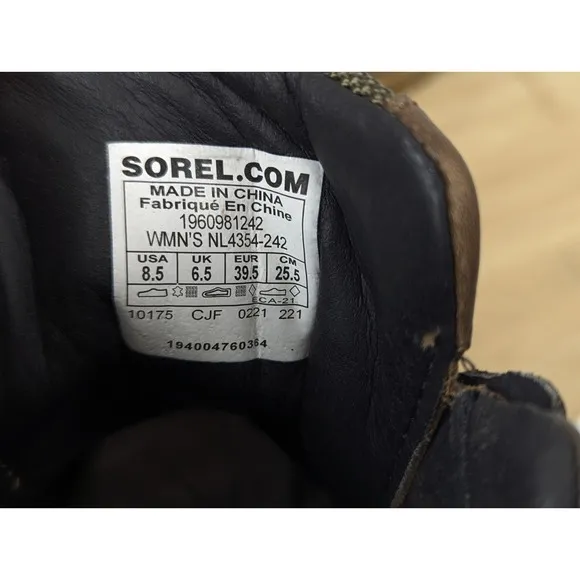 SOREL.COM
MADE IN CHINA
Fabriqué En Chine
1960981242
WMN'S NL4354-242
USA UK EUR CM
8.5 6.5 39.5 25.5
ECA-21
10175 CJF 0221 221
194004760364